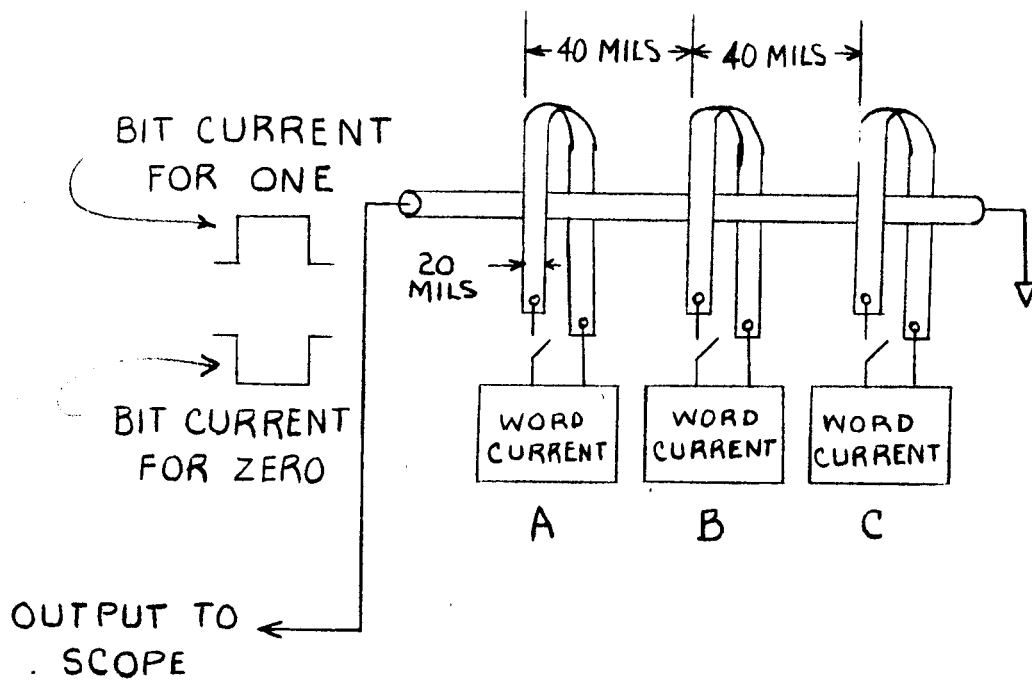 40 MILS
40 MILS
BIT CURRENT
FOR ONE
20
MILS
BIT CURRENT
FOR ZERO
WORD
CURRENT
WORD
CURRENT
WORD
CURRENT
A
B
C
OUTPUT TO
SCOPE